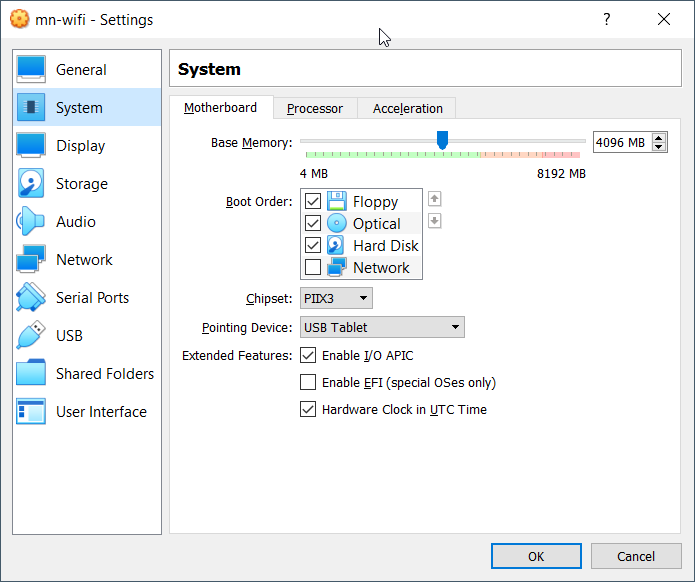 mn-wifi - Settings
?
General
System
Display
Storage
Audio
Network
Serial Ports
USB
Shared Folders
User Interface
System
Motherboard Processor Acceleration
Base Memory: 4096 MB
4 MB 8192 MB
Boot Order: Floppy
Optical
Hard Disk
Network
Chipset: PIIX3
Pointing Device: USB Tablet
Extended Features: Enable I/O APIC
Enable EFI (special OSes only)
Hardware Clock in UTC Time
OK Cancel